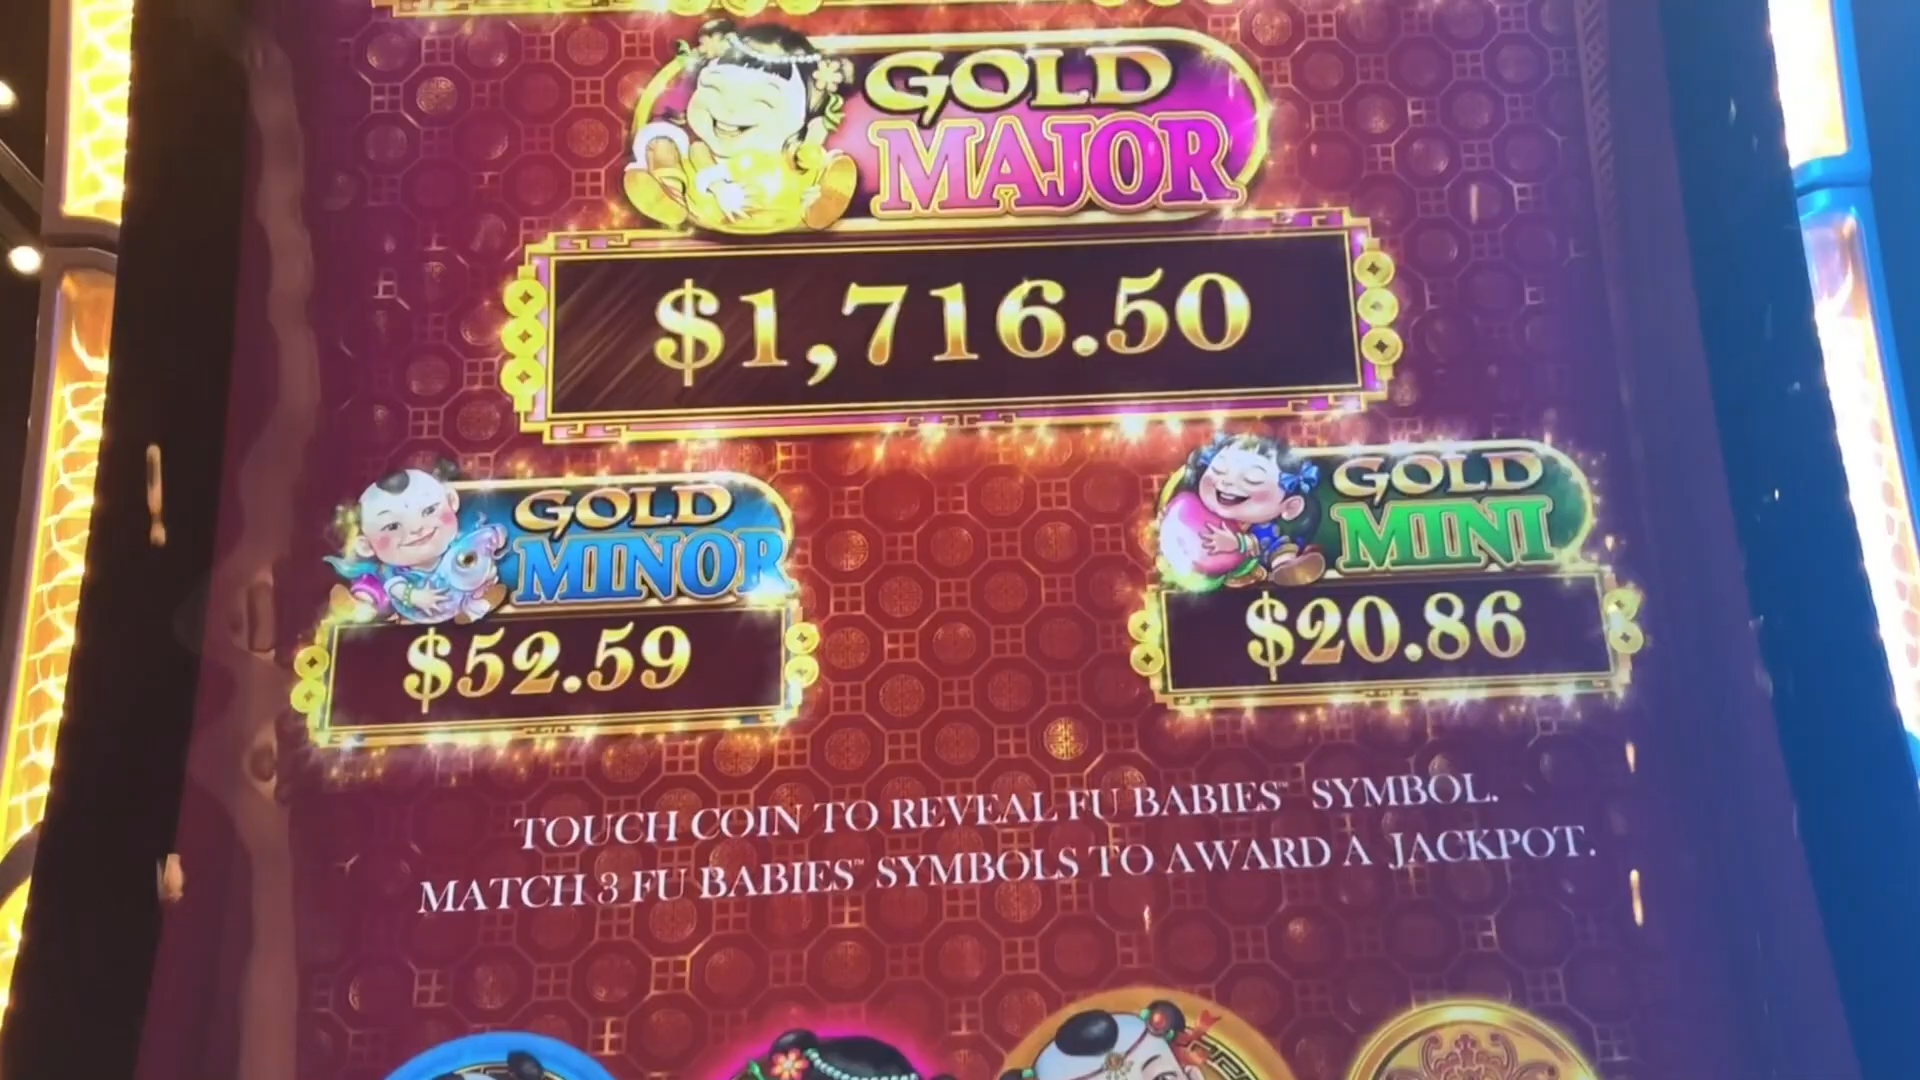 GOLD
MAJOR
$1,716.50
GOLD
MINOR
$52.59
GOLD
MINI
$20.86
TOUCH COIN TO REVEAL FU BABIES™ SYMBOL.
MATCH 3 FU BABIES™ SYMBOLS TO AWARD A JACKPOT.